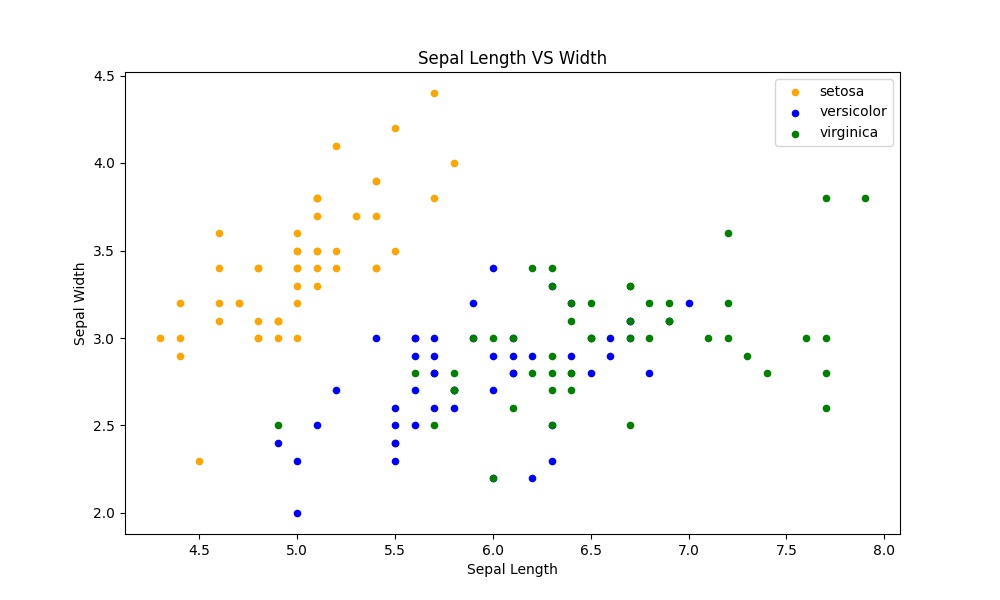 Sepal Length VS Width
setosa
versicolor
virginica
Sepal Width
4.5
4.0
3.5
3.0
2.5
2.0
4.5 5.0 5.5 6.0 6.5 7.0 7.5 8.0
Sepal Length